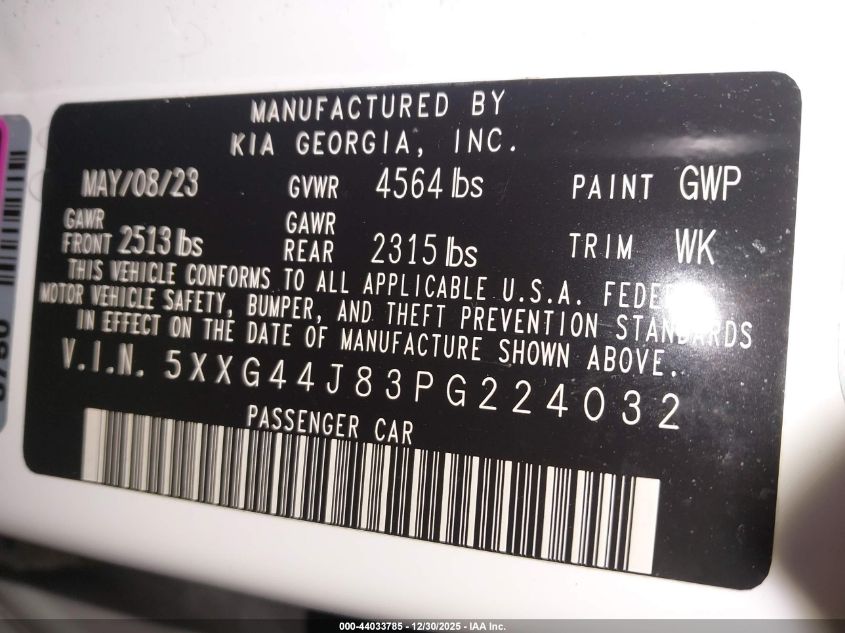 MANUFACTURED BY
KIA GEORGIA, INC.
MAY/08/23 GVWR 4564 lbs PAINT GWP
GAWR FRONT 2513 lbs GAWR REAR 2315 lbs TRIM WK
THIS VEHICLE CONFORMS TO ALL APPLICABLE U.S.A.
MOTOR VEHICLE SAFETY, BUMPER, AND THEFT PREVENTION STANDARDS
IN EFFECT ON THE DATE OF MANUFACTURE SHOWN ABOVE.
V.I.N. 5XXG44J83PG224032
PASSENGER CAR
000-44033785 - 12/30/2025 - IAA Inc.